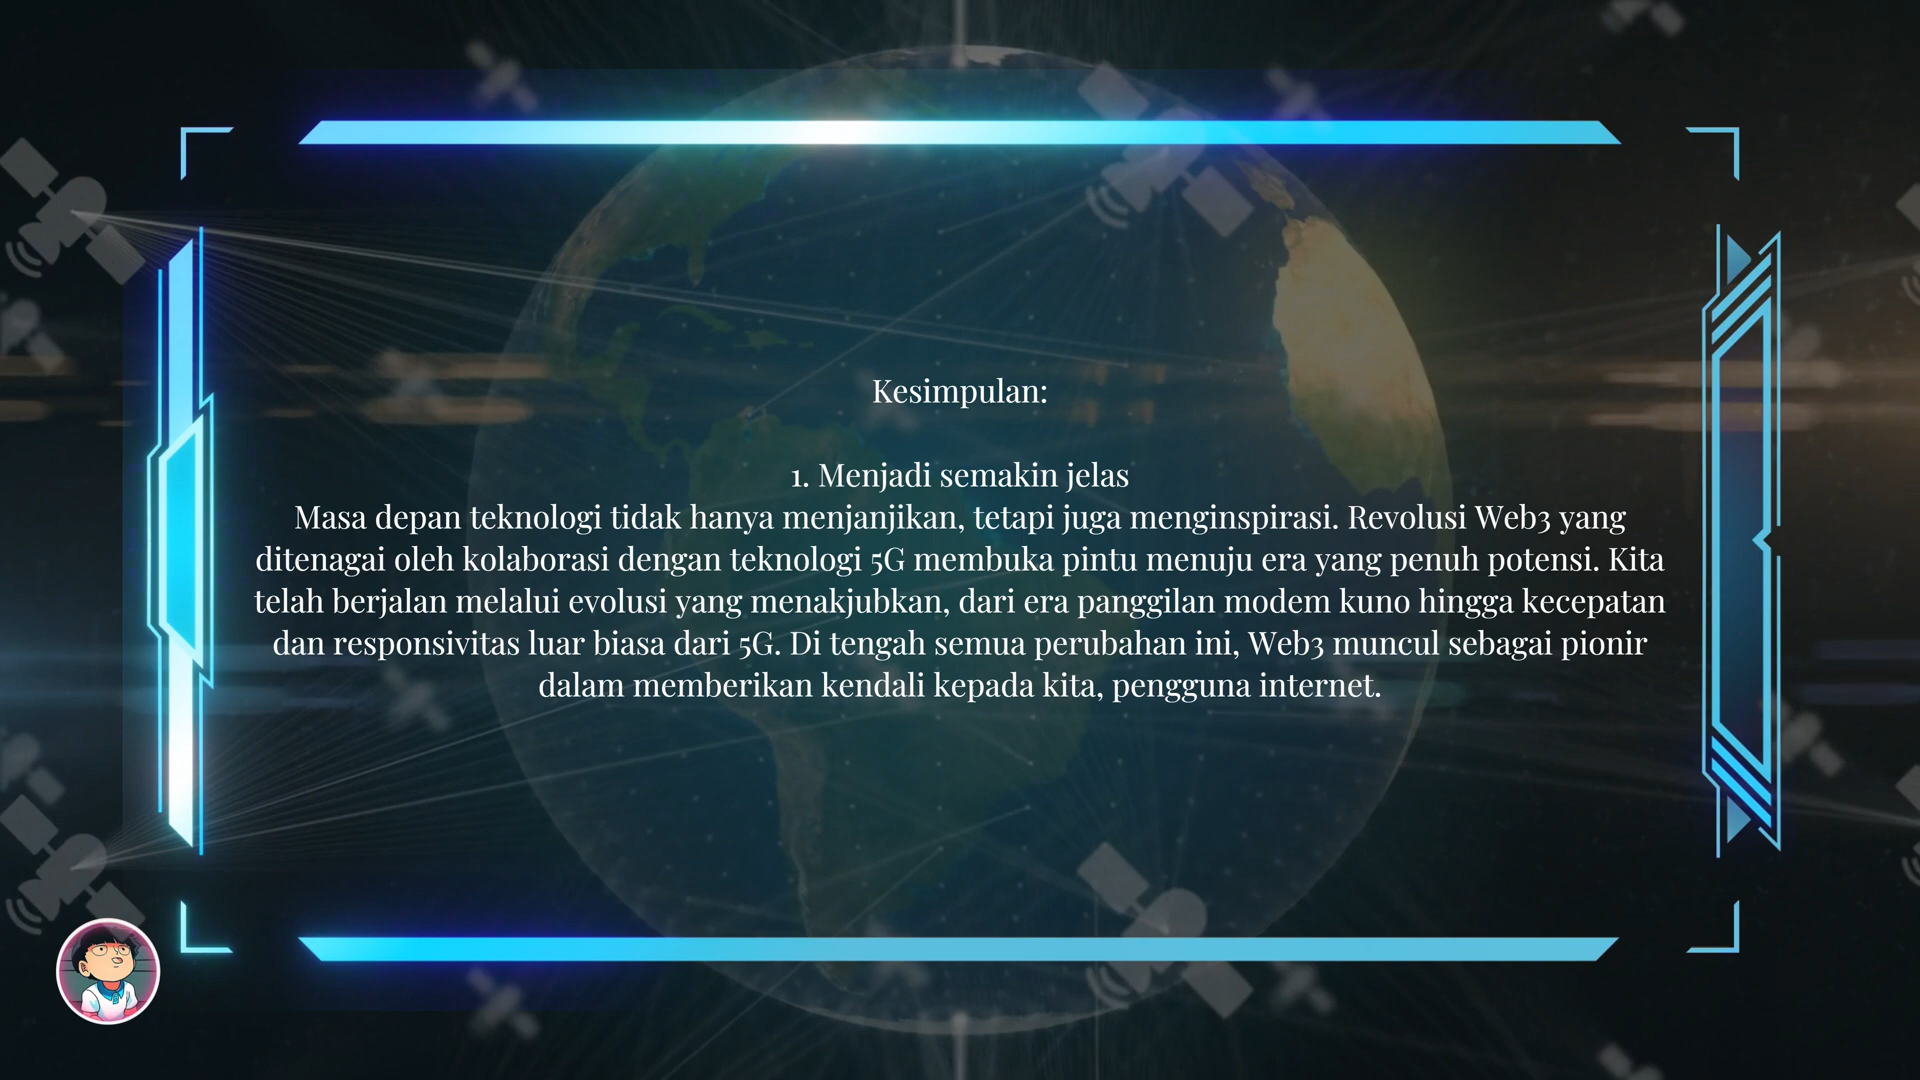 Kesimpulan:
1. Menjadi semakin jelas
Masa depan teknologi tidak hanya menjanjikan, tetapi juga menginspirasi. Revolusi Web3 yang
ditenagai oleh kolaborasi dengan teknologi 5G membuka pintu menuju era yang penuh potensi. Kita
telah berjalan melalui evolusi yang menakjubkan, dari era panggilan modem kuno hingga kecepatan
dan responsivitas luar biasa dari 5G. Di tengah semua perubahan ini, Web3 muncul sebagai pionir
dalam memberikan kendali kepada kita, pengguna internet.